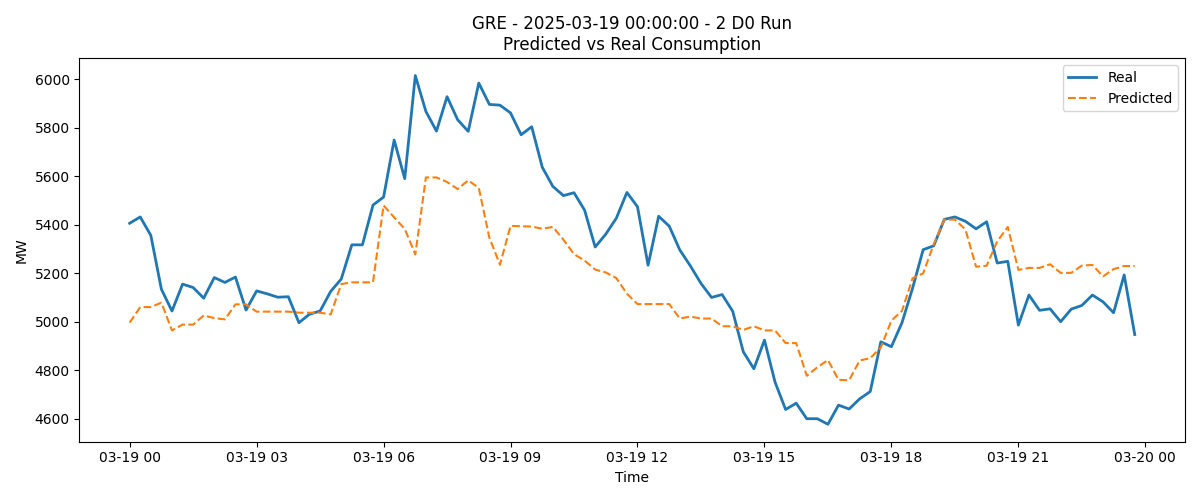 GRE - 2025-03-19 00:00:00 - 2 D0 Run
Predicted vs Real Consumption
Real
Predicted
MW
6000
5800
5600
5400
5200
5000
4800
4600
03-19 00
03-19 03
03-19 06
03-19 09
03-19 12
03-19 15
03-19 18
03-19 21
03-20 00
Time